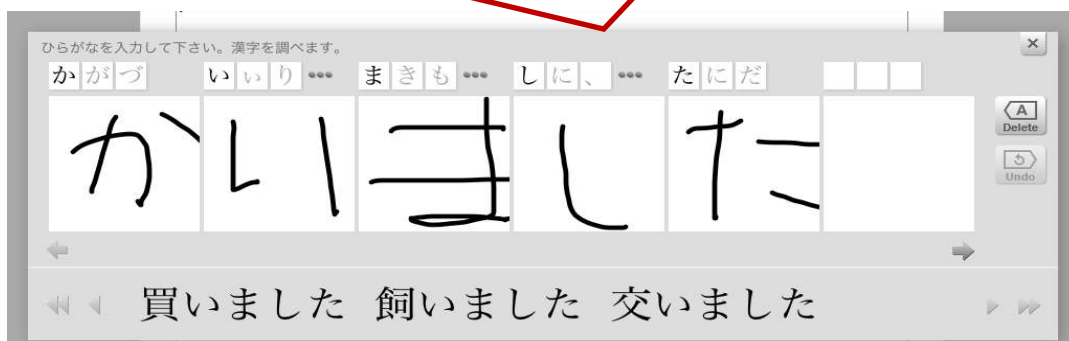 ひらがなを入力して下さい。漢字を調べます。
か が づ い い り ••• ま き も ••• し に 、 ••• た に だ
かいました
A
Delete
Undo
買いました 飼いました 交いました